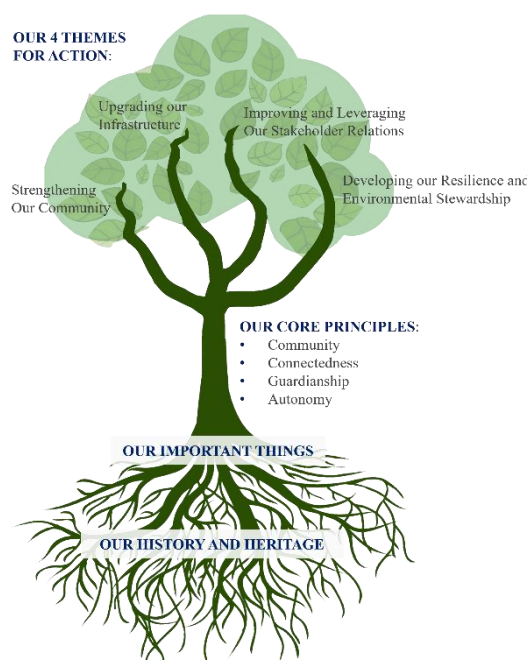 OUR 4 THEMES
FOR ACTION:
Upgrading our
Infrastructure
Improving and Leveraging
Our Stakeholder Relations
Strengthening
Our Community
Developing our Resilience and
Environmental Stewardship
OUR CORE PRINCIPLES:
• Community
• Connectedness
• Guardianship
• Autonomy
OUR IMPORTANT THINGS
OUR HISTORY AND HERITAGE